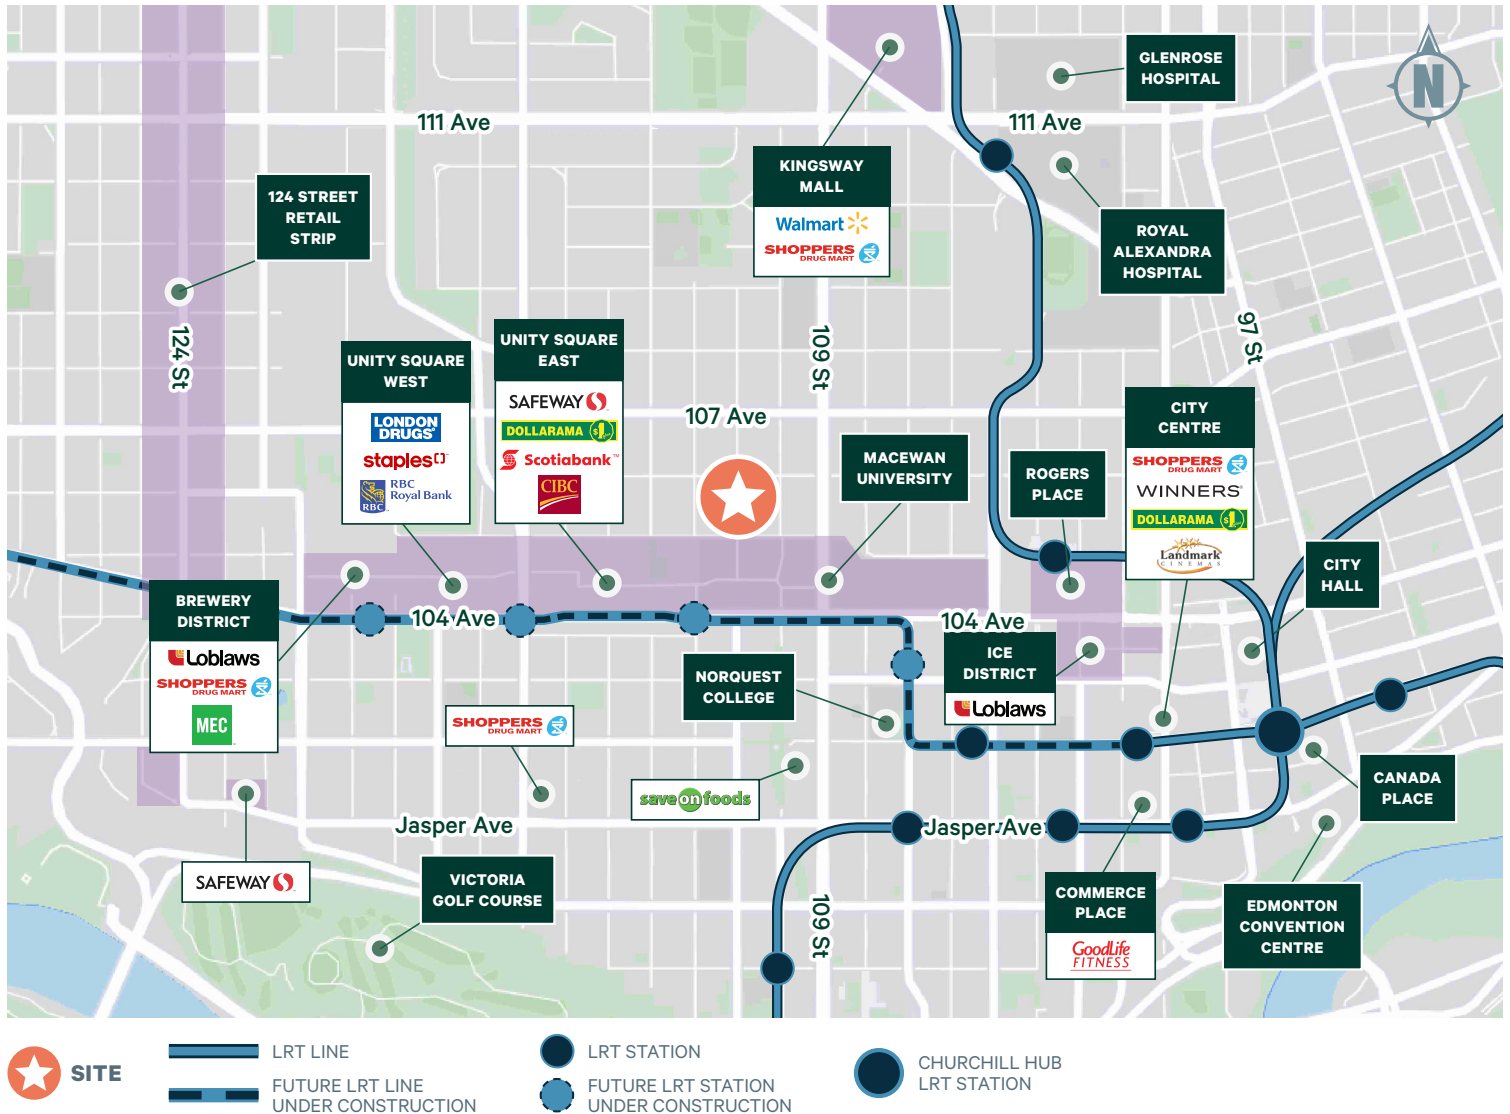 GLENROSE
HOSPITAL
N
111 Ave
111 Ave
KINGSWAY
MALL
Walmart
SHOPPERS
DRUG MART
124 STREET
RETAIL
STRIP
ROYAL
ALEXANDRA
HOSPITAL
124 St
109 St
97 St
UNITY SQUARE
WEST
LONDON
DRUGS
staples
RBC
RBC
Royal Bank
UNITY SQUARE
EAST
SAFEWAY
DOLLARAMA $1
Scotiabank™
CIBC
107 Ave
MACEWAN
UNIVERSITY
ROGERS
PLACE
CITY
CENTRE
SHOPPERS
DRUG MART
WINNERS
DOLLARAMA $1
Landmark
CINEMAS
CITY
HALL
BREWERY
DISTRICT
Loblaws
SHOPPERS
DRUG MART
MEC
104 Ave
104 Ave
ICE
DISTRICT
Loblaws
NORQUEST
COLLEGE
SHOPPERS
DRUG MART
save on foods
CANADA
PLACE
Jasper Ave
Jasper Ave
SAFEWAY
VICTORIA
GOLF COURSE
109 St
COMMERCE
PLACE
GoodLife
FITNESS
EDMONTON
CONVENTION
CENTRE
SITE
LRT LINE
FUTURE LRT LINE
UNDER CONSTRUCTION
LRT STATION
FUTURE LRT STATION
UNDER CONSTRUCTION
CHURCHILL HUB
LRT STATION